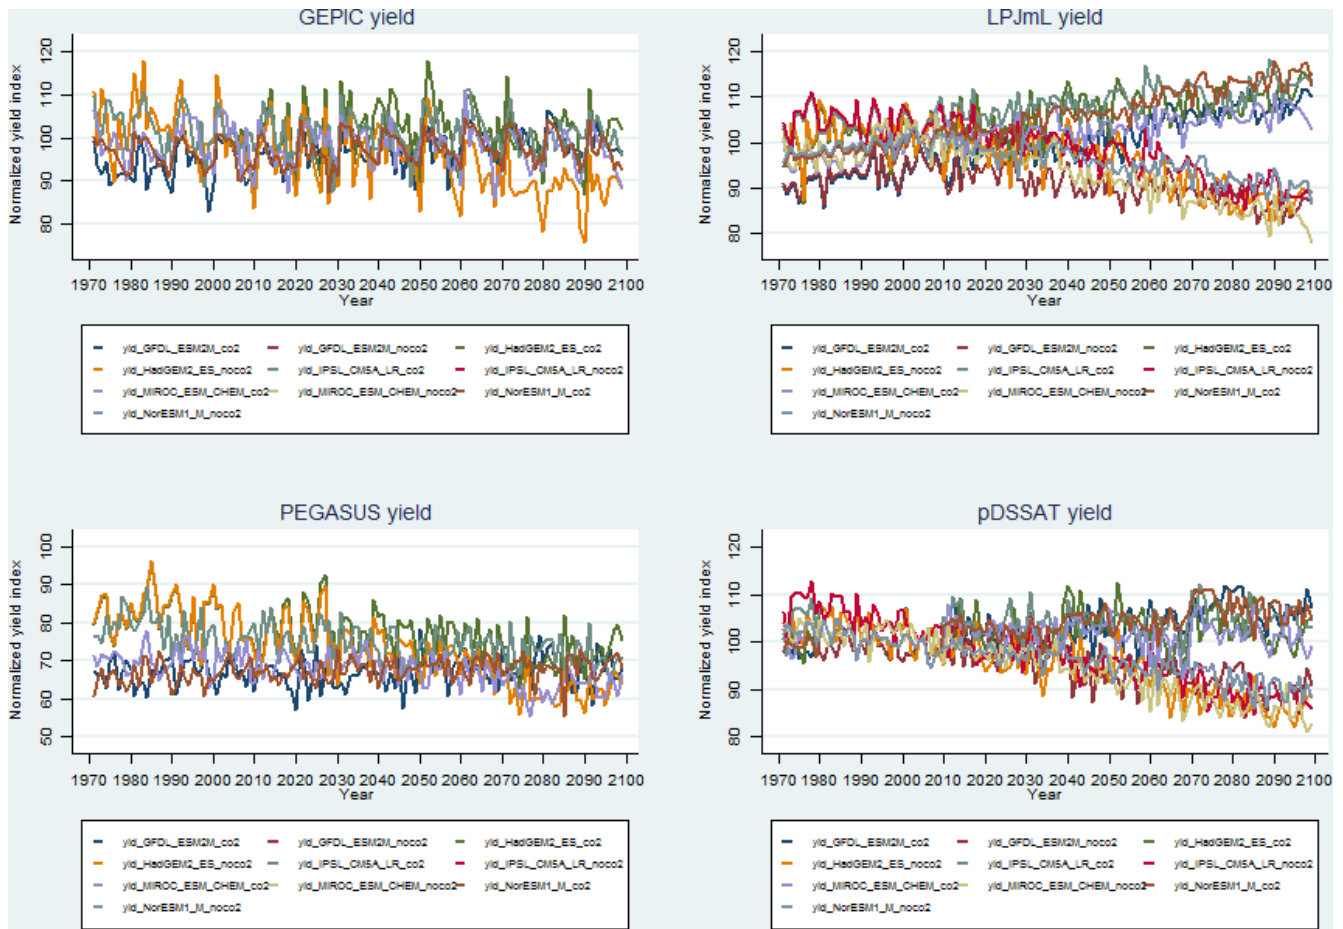 GEPIC yield
Normalized yield index
120
110
100
90
80
1970 1980 1990 2000 2010 2020 2030 2040 2050 2060 2070 2080 2090 2100
Year
yld_GFDL_ESM2M_co2 yld_GFDL_ESM2M_noco2 yld_HadGEM2_ES_co2
yld_HadGEM2_ES_noco2 yld_IPSL_CM5A_LR_co2 yld_IPSL_CM5A_LR_noco2
yld_MIROC_ESM_CHEM_co2 yld_MIROC_ESM_CHEM_noco2 yld_NorESM1_M_co2
yld_NorESM1_M_noco2
LPJmL yield
Normalized yield index
120
110
100
90
80
1970 1980 1990 2000 2010 2020 2030 2040 2050 2060 2070 2080 2090 2100
Year
yld_GFDL_ESM2M_co2 yld_GFDL_ESM2M_noco2 yld_HadGEM2_ES_co2
yld_HadGEM2_ES_noco2 yld_IPSL_CM5A_LR_co2 yld_IPSL_CM5A_LR_noco2
yld_MIROC_ESM_CHEM_co2 yld_MIROC_ESM_CHEM_noco2 yld_NorESM1_M_co2
yld_NorESM1_M_noco2
PEGASUS yield
Normalized yield index
100
90
80
70
60
50
1970 1980 1990 2000 2010 2020 2030 2040 2050 2060 2070 2080 2090 2100
Year
yld_GFDL_ESM2M_co2 yld_GFDL_ESM2M_noco2 yld_HadGEM2_ES_co2
yld_HadGEM2_ES_noco2 yld_IPSL_CM5A_LR_co2 yld_IPSL_CM5A_LR_noco2
yld_MIROC_ESM_CHEM_co2 yld_MIROC_ESM_CHEM_noco2 yld_NorESM1_M_co2
yld_NorESM1_M_noco2
pDSSAT yield
Normalized yield index
120
110
100
90
80
1970 1980 1990 2000 2010 2020 2030 2040 2050 2060 2070 2080 2090 2100
Year
yld_GFDL_ESM2M_co2 yld_GFDL_ESM2M_noco2 yld_HadGEM2_ES_co2
yld_HadGEM2_ES_noco2 yld_IPSL_CM5A_LR_co2 yld_IPSL_CM5A_LR_noco2
yld_MIROC_ESM_CHEM_co2 yld_MIROC_ESM_CHEM_noco2 yld_NorESM1_M_co2
yld_NorESM1_M_noco2